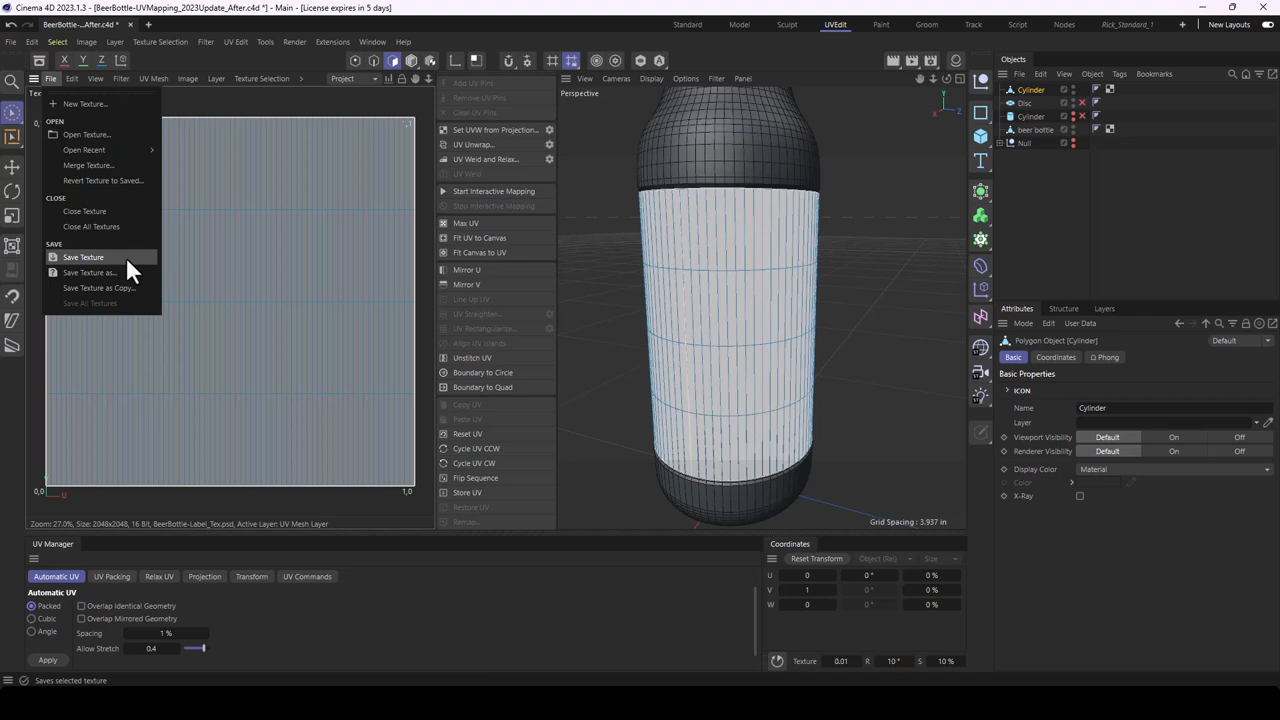 Cinema 4D 2023.1.3 - [BeerBottle-UVMapping_2023Update_After.c4d *] - Main - [License expires in 5 days]
BeerBottle-...After.c4d *
Standard Model Sculpt UVEdit Paint Groom Track Script Nodes Rick_Standard_1 New Layouts
File Edit Select Image Layer Texture Selection Filter UV Edit Tools Render Extensions Window Help
X Y Z
File Edit View Filter UV Mesh Image Layer Texture Selection Project
New Texture...
OPEN
Open Texture...
Open Recent
Merge Texture...
Revert Texture to Saved...
CLOSE
Close Texture
Close All Textures
SAVE
Save Texture
Save Texture as...
Save Texture as Copy...
Save All Textures
0,0 U 1,0
Zoom: 27.0%, Size: 2048x2048, 16 Bit, BeerBottle-Label_Tex.psd, Active Layer: UV Mesh Layer
Add UV Pins
Remove UV Pins
Clear UV Pins
Set UVW from Projection...
UV Unwrap...
UV Weld and Relax...
UV Weld
Start Interactive Mapping
Stop Interactive Mapping
Max UV
Fit UV to Canvas
Fit Canvas to UV
Mirror U
Mirror V
Line Up UV
UV Straighten...
UV Rectangularize...
Align UV Islands
Unstitch UV
Boundary to Circle
Boundary to Quad
Copy UV
Paste UV
Reset UV
Cycle UV CCW
Cycle UV CW
Flip Sequence
Store UV
Restore UV
Remap...
View Cameras Display Options Filter Panel
Perspective
Y
X Z
Grid Spacing : 3.937 in
Objects
File Edit View Object Tags Bookmarks
Cylinder
Disc
Cylinder
beer bottle
Null
Attributes Structure Layers
Mode Edit User Data
Polygon Object [Cylinder] Default
Basic Coordinates Phong
Basic Properties
ICON
Name Cylinder
Layer
Viewport Visibility Default On Off
Renderer Visibility Default On Off
Display Color Material
Color
X-Ray
UV Manager
Automatic UV UV Packing Relax UV Projection Transform UV Commands
Automatic UV
Packed Overlap Identical Geometry
Cubic Overlap Mirrored Geometry
Angle Spacing 1 %
Allow Stretch 0.4
Apply
Coordinates
Reset Transform Object (Rel) Size
U 0 0 ° 0 %
V 1 0 ° 0 %
W 0 0 ° 0 %
Texture 0.01 R 10 ° S 10 %
Saves selected texture